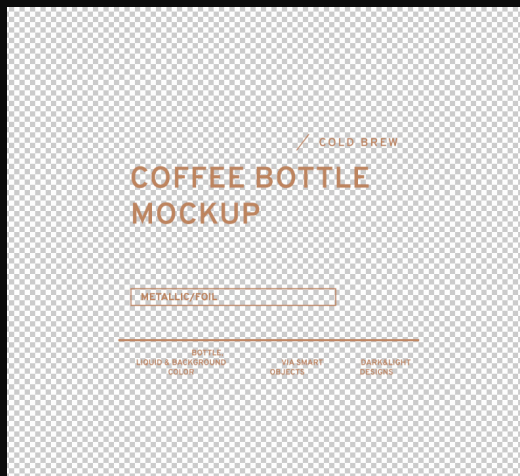 COLD BREW
COFFEE BOTTLE
MOCKUP
METALLIC/FOIL
BOTTLE,
LIQUID & BACKGROUND
COLOR
VIA SMART
OBJECTS
DARK&LIGHT
DESIGNS